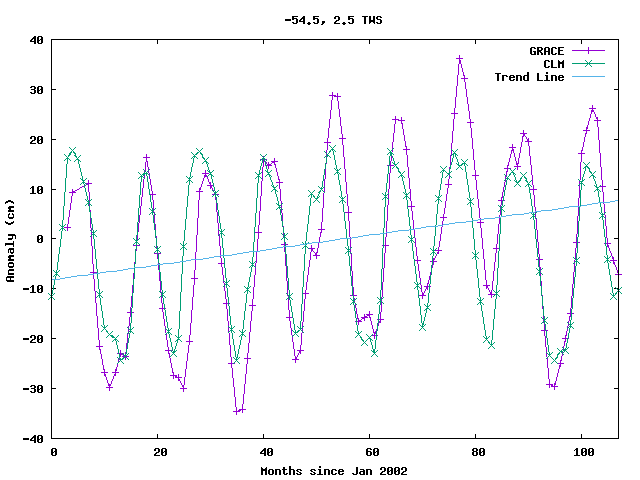 -54.5, 2.5 TWS
GRACE
CLM
Trend Line
40
30
20
10
0
-10
-20
-30
-40
Anomaly (cm)
0 20 40 60 80 100
Months since Jan 2002